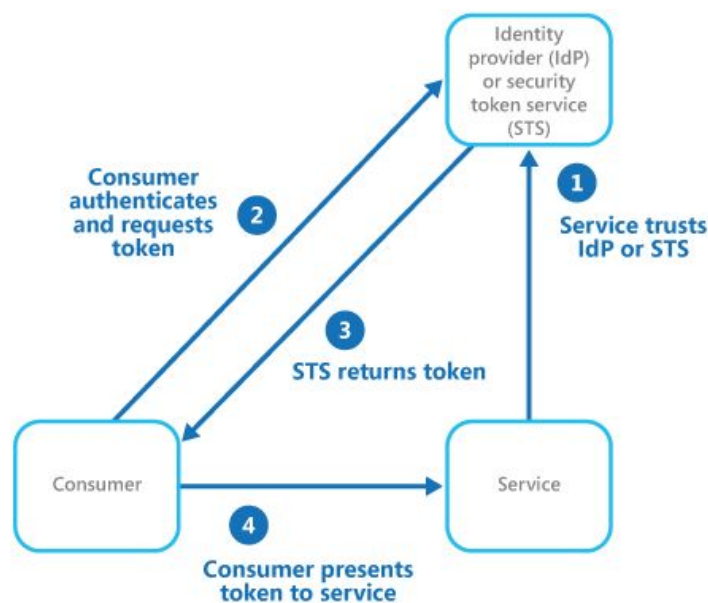 Identity
provider (IdP)
or security
token service
(STS)
1
Service trusts
IdP or STS
Consumer
authenticates
and requests
token
2
3
STS returns token
Consumer
Service
4
Consumer presents
token to service